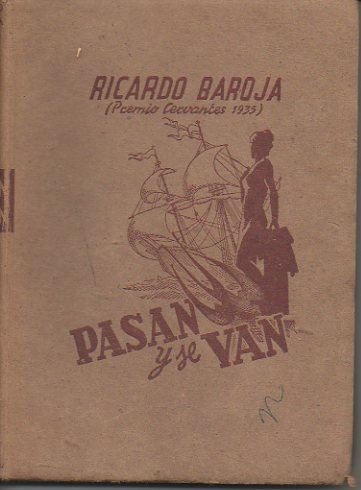 RICARDO BAROJA
(Premio Cervantes 1935)
PASAN
y se VAN
n